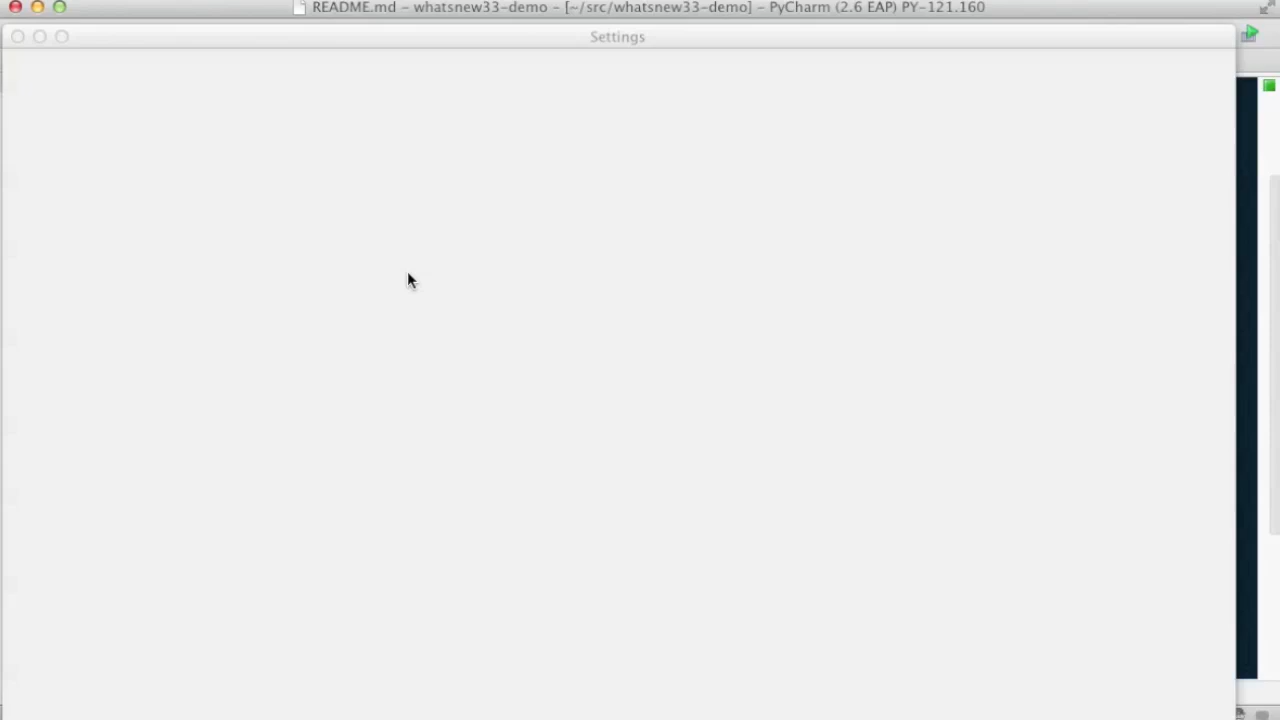 README.md – whatsnew33-demo – [~/src/whatsnew33-demo] – PyCharm (2.6 EAP) PY-121.160
Settings